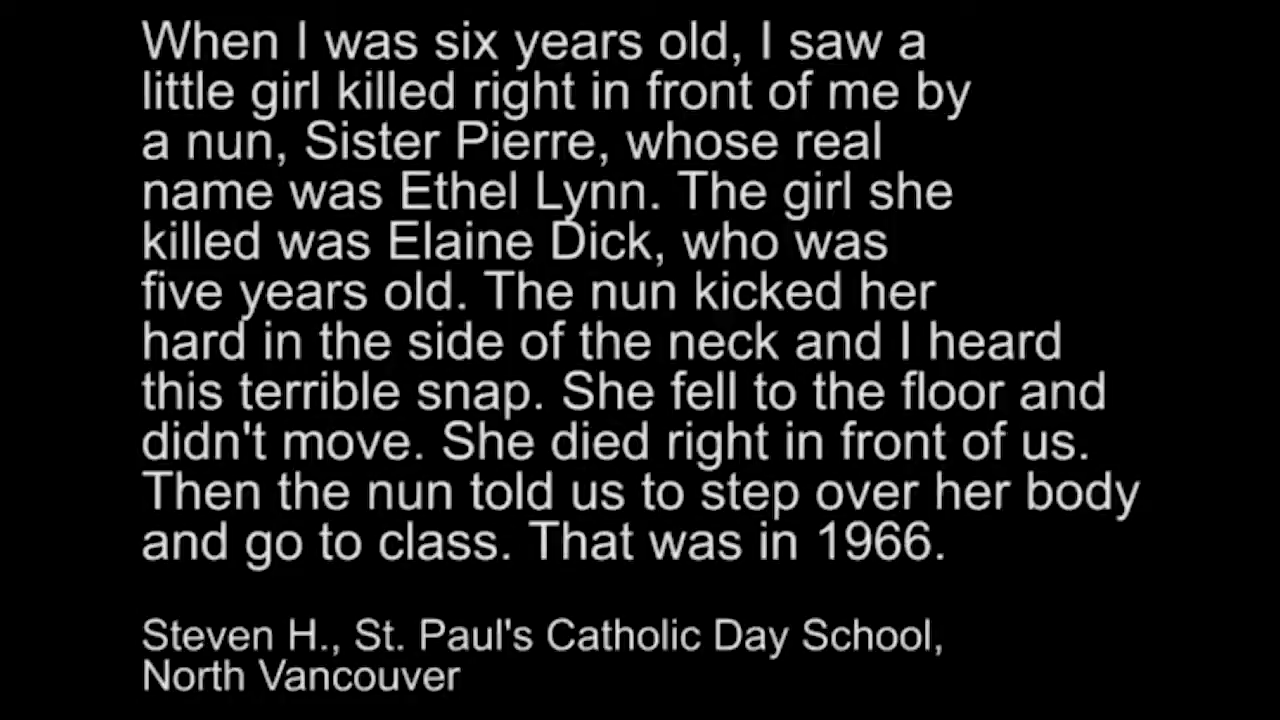 When I was six years old, I saw a
little girl killed right in front of me by
a nun, Sister Pierre, whose real
name was Ethel Lynn. The girl she
killed was Elaine Dick, who was
five years old. The nun kicked her
hard in the side of the neck and I heard
this terrible snap. She fell to the floor and
didn't move. She died right in front of us.
Then the nun told us to step over her body
and go to class. That was in 1966.
Steven H., St. Paul's Catholic Day School,
North Vancouver